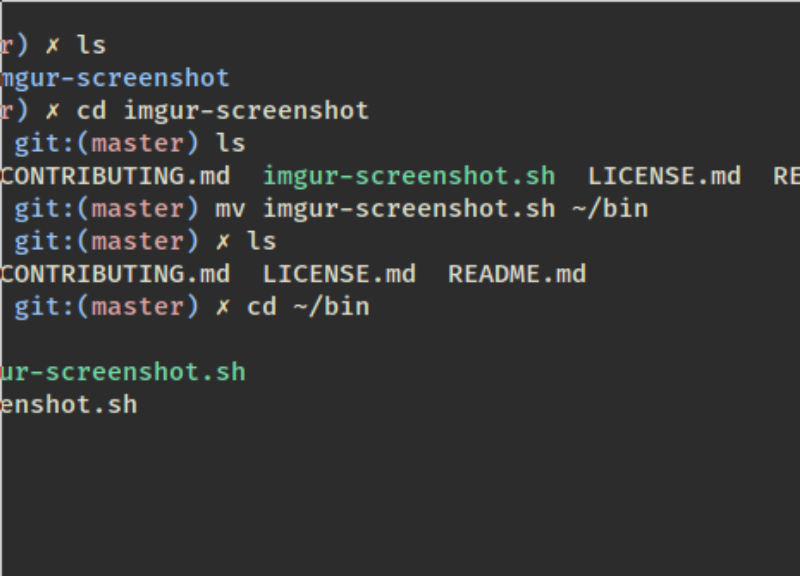 r) ✗ ls
mgur-screenshot
r) ✗ cd imgur-screenshot
git:(master) ls
CONTRIBUTING.md imgur-screenshot.sh LICENSE.md RE
git:(master) mv imgur-screenshot.sh ~/bin
git:(master) ✗ ls
CONTRIBUTING.md LICENSE.md README.md
git:(master) ✗ cd ~/bin
ur-screenshot.sh
enshot.sh